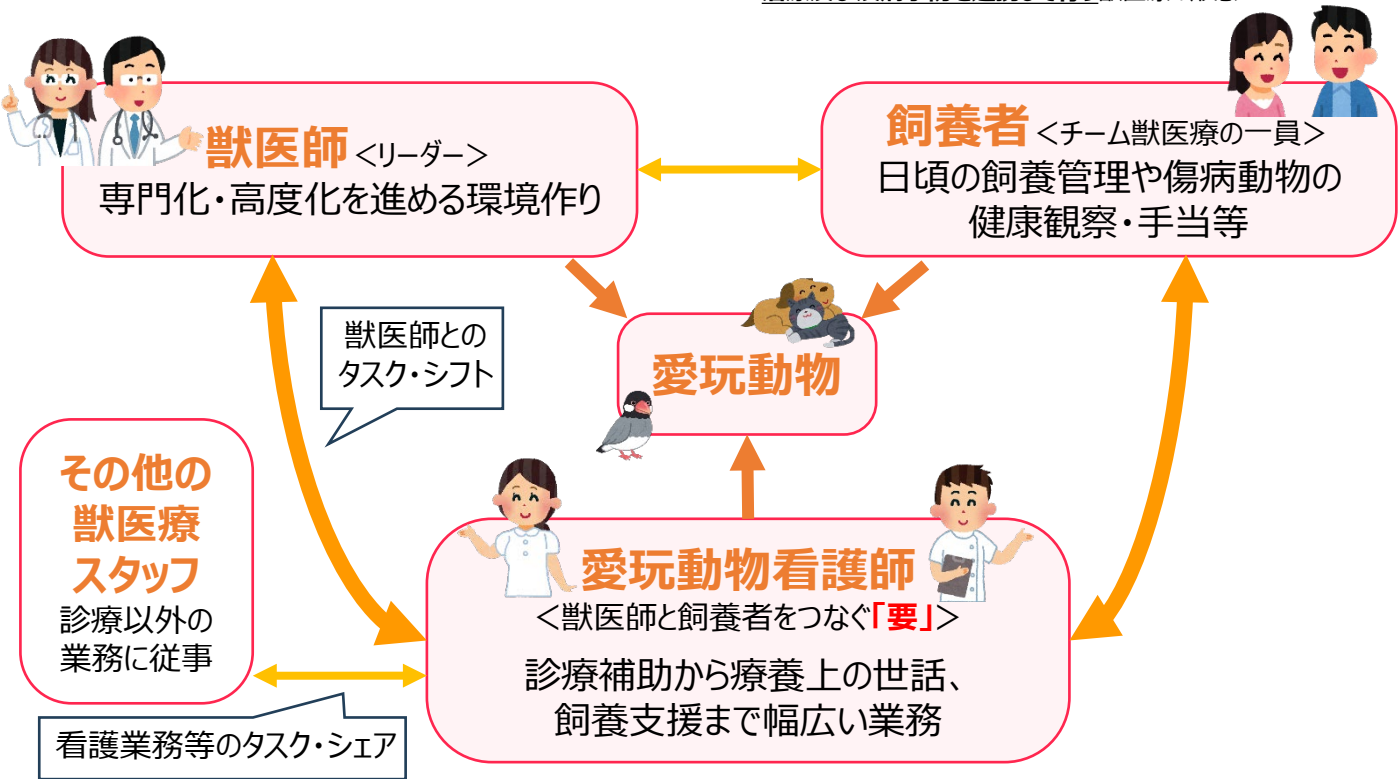 獣医師<リーダー>
専門化・高度化を進める環境作り
飼養者<チーム獣医療の一員>
日頃の飼養管理や傷病動物の
健康観察・手当等
獣医師との
タスク・シフト
愛玩動物
その他の
獣医療
スタッフ
診療以外の
業務に従事
愛玩動物看護師
<獣医師と飼養者をつなぐ「要」>
診療補助から療養上の世話、
飼養支援まで幅広い業務
看護業務等のタスク・シェア